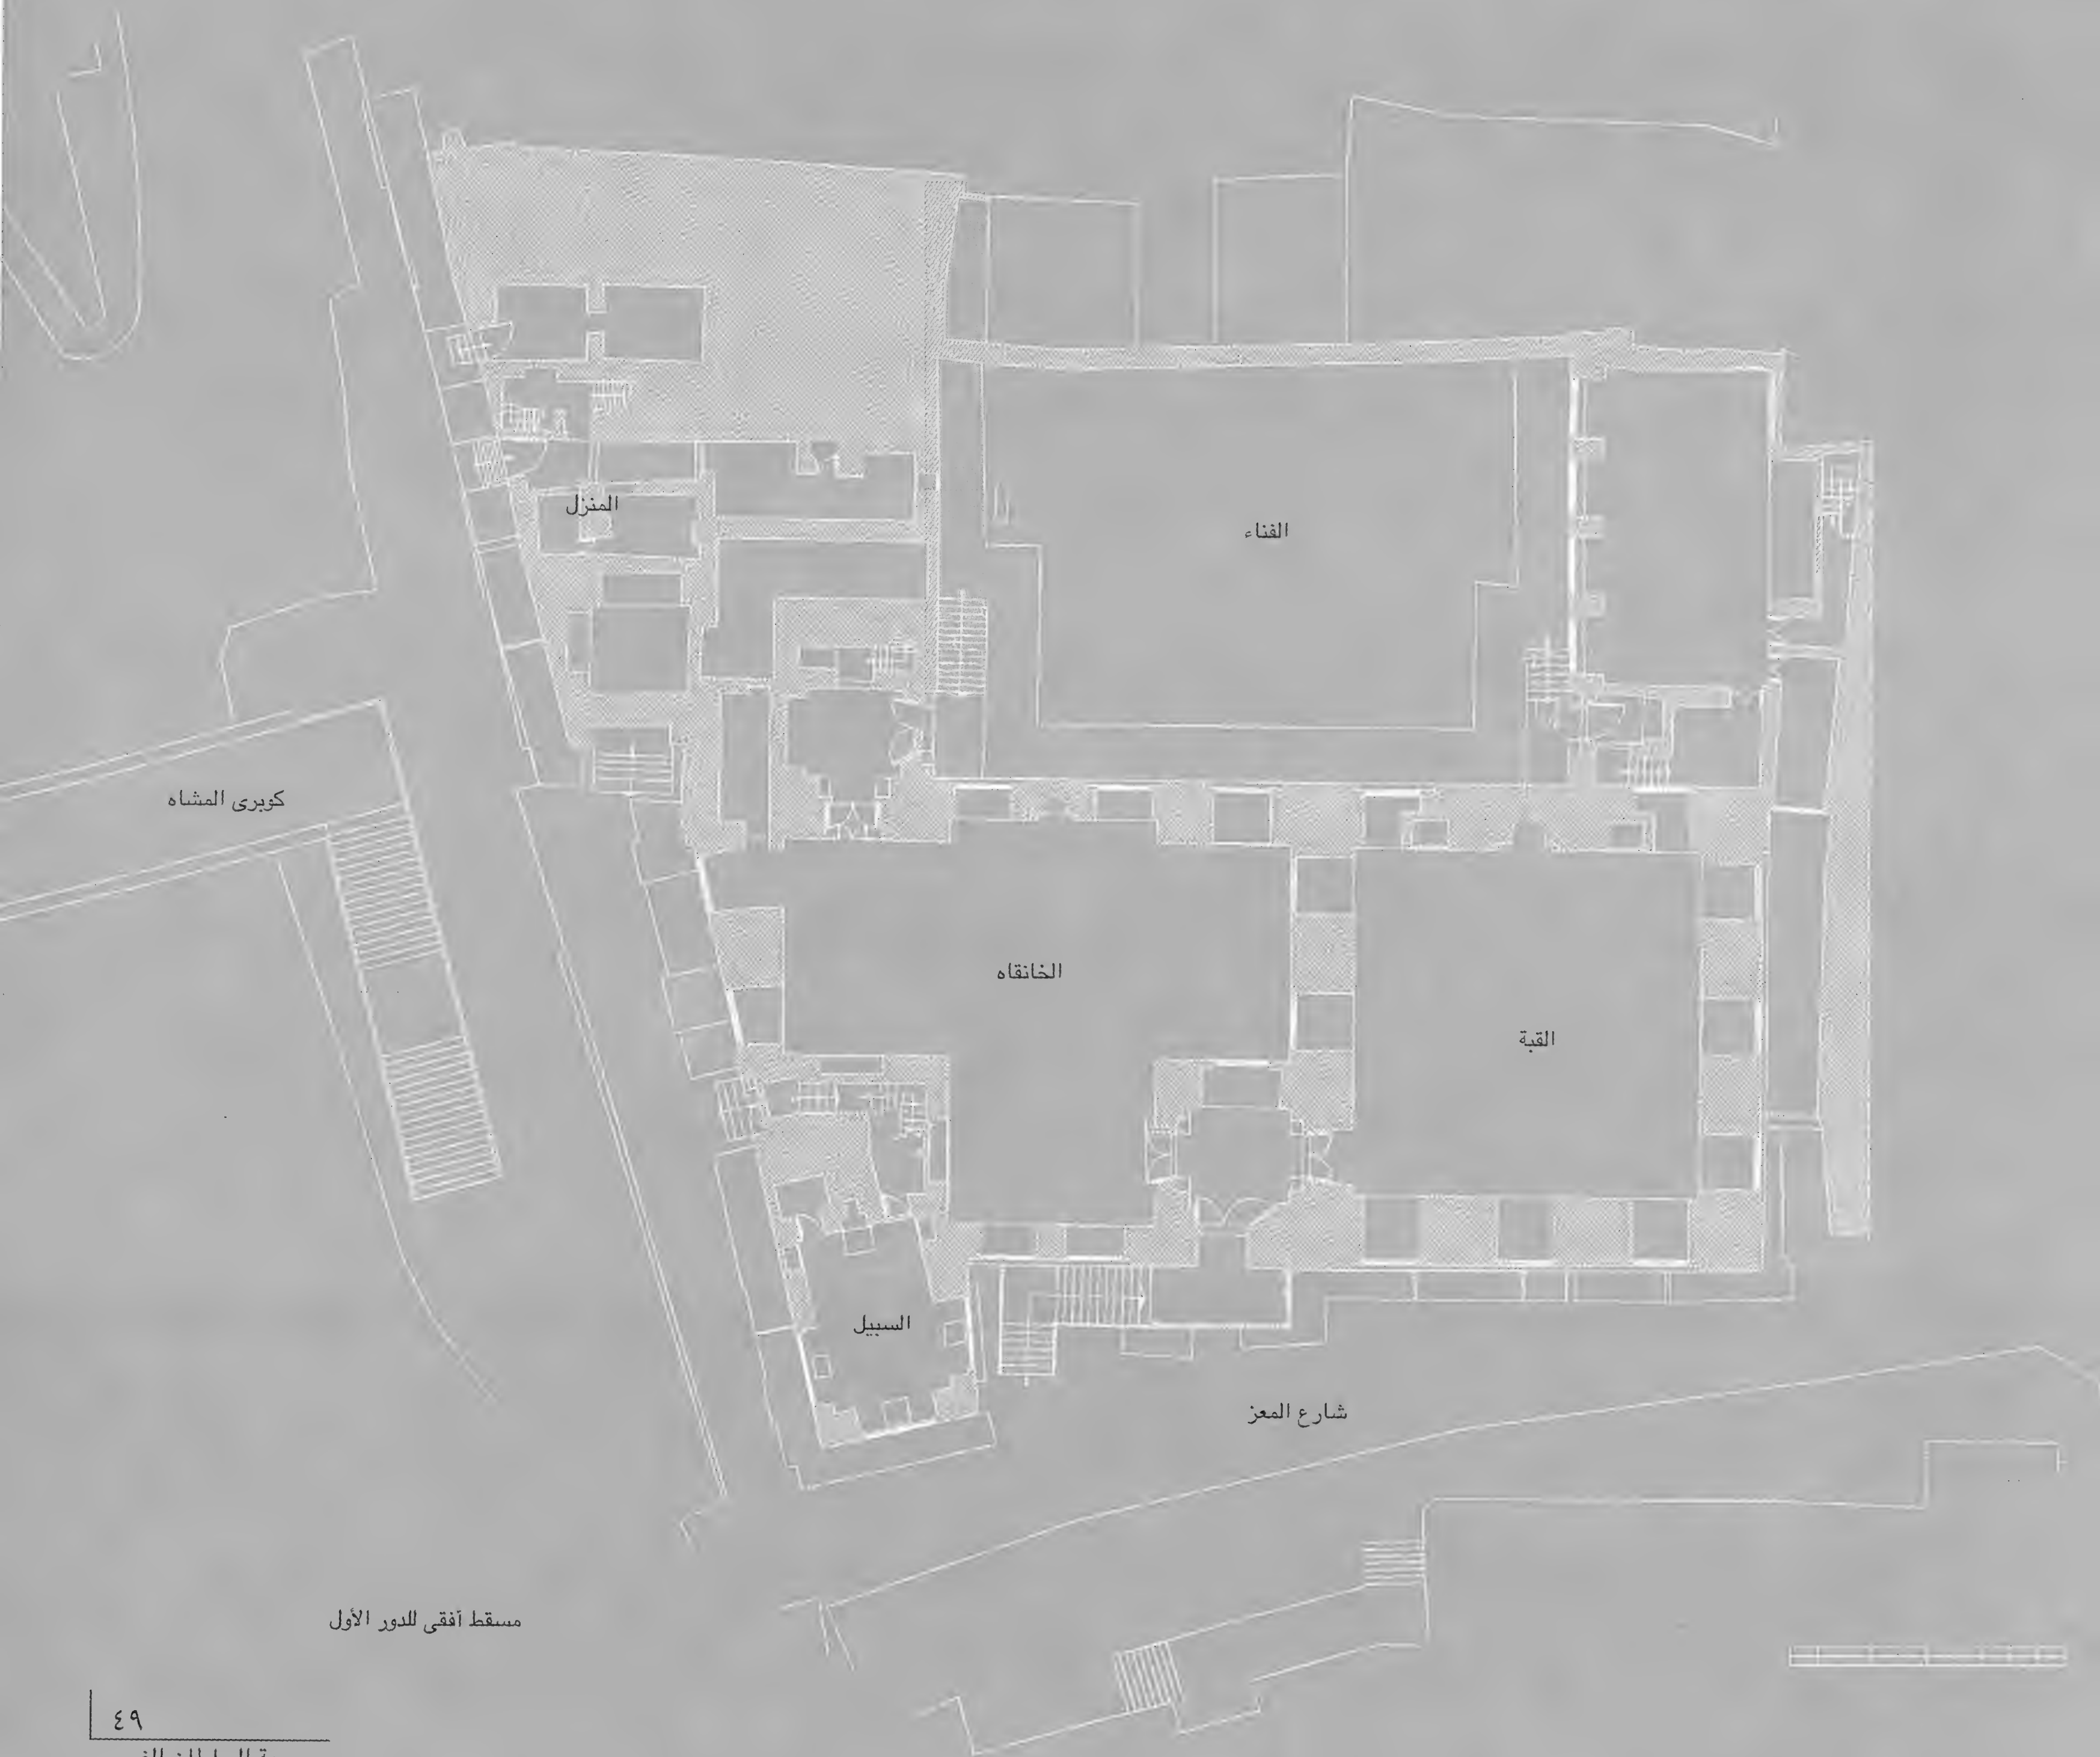 المنزل
الفناء
كوبرى المشاه
الخانقاه
القبة
السبيل
شارع المعز
مسقط أفقى للدور الأول
٤٩